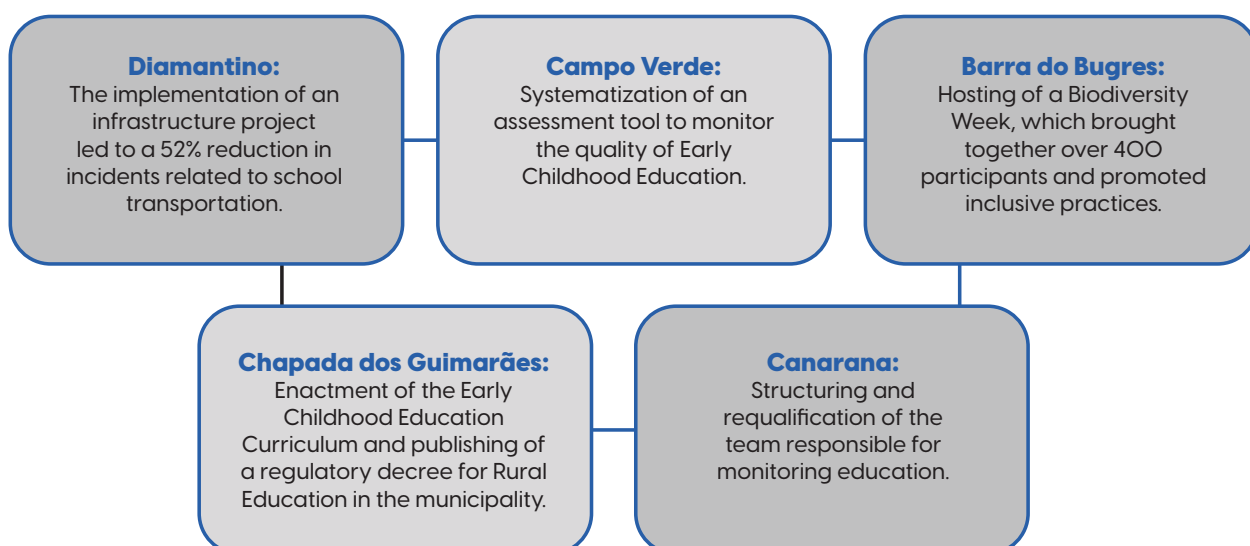 Diamantino:
The implementation of an
infrastructure project
led to a 52% reduction in
incidents related to school
transportation.
Campo Verde:
Systematization of an
assessment tool to monitor
the quality of Early
Childhood Education.
Barra do Bugres:
Hosting of a Biodiversity
Week, which brought
together over 400
participants and promoted
inclusive practices.
Chapada dos Guimarães:
Enactment of the Early
Childhood Education
Curriculum and publishing of
a regulatory decree for Rural
Education in the municipality.
Canarana:
Structuring and
requalification of the
team responsible for
monitoring education.